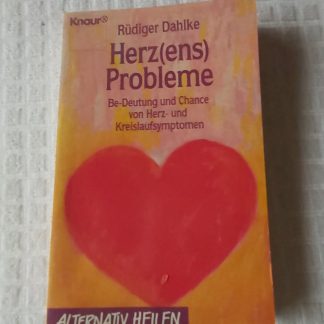 Knaur®
Rüdiger Dahlke
Herz(ens)
Probleme
Be-Deutung und Chance
von Herz- und
Kreislaufsymptomen
ALTERNATIV HEILEN